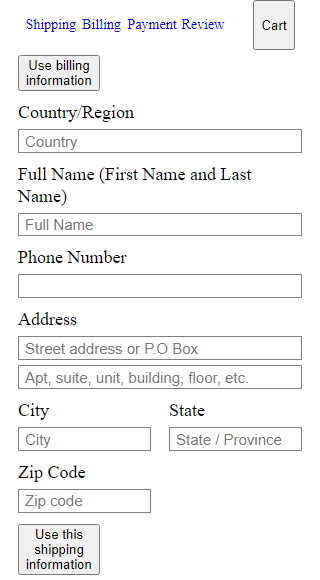 Shipping Billing Payment Review Cart
Use billing
information
Country/Region
Country
Full Name (First Name and Last
Name)
Full Name
Phone Number
Address
Street address or P.O Box
Apt, suite, unit, building, floor, etc.
City State
City State / Province
Zip Code
Zip code
Use this
shipping
information